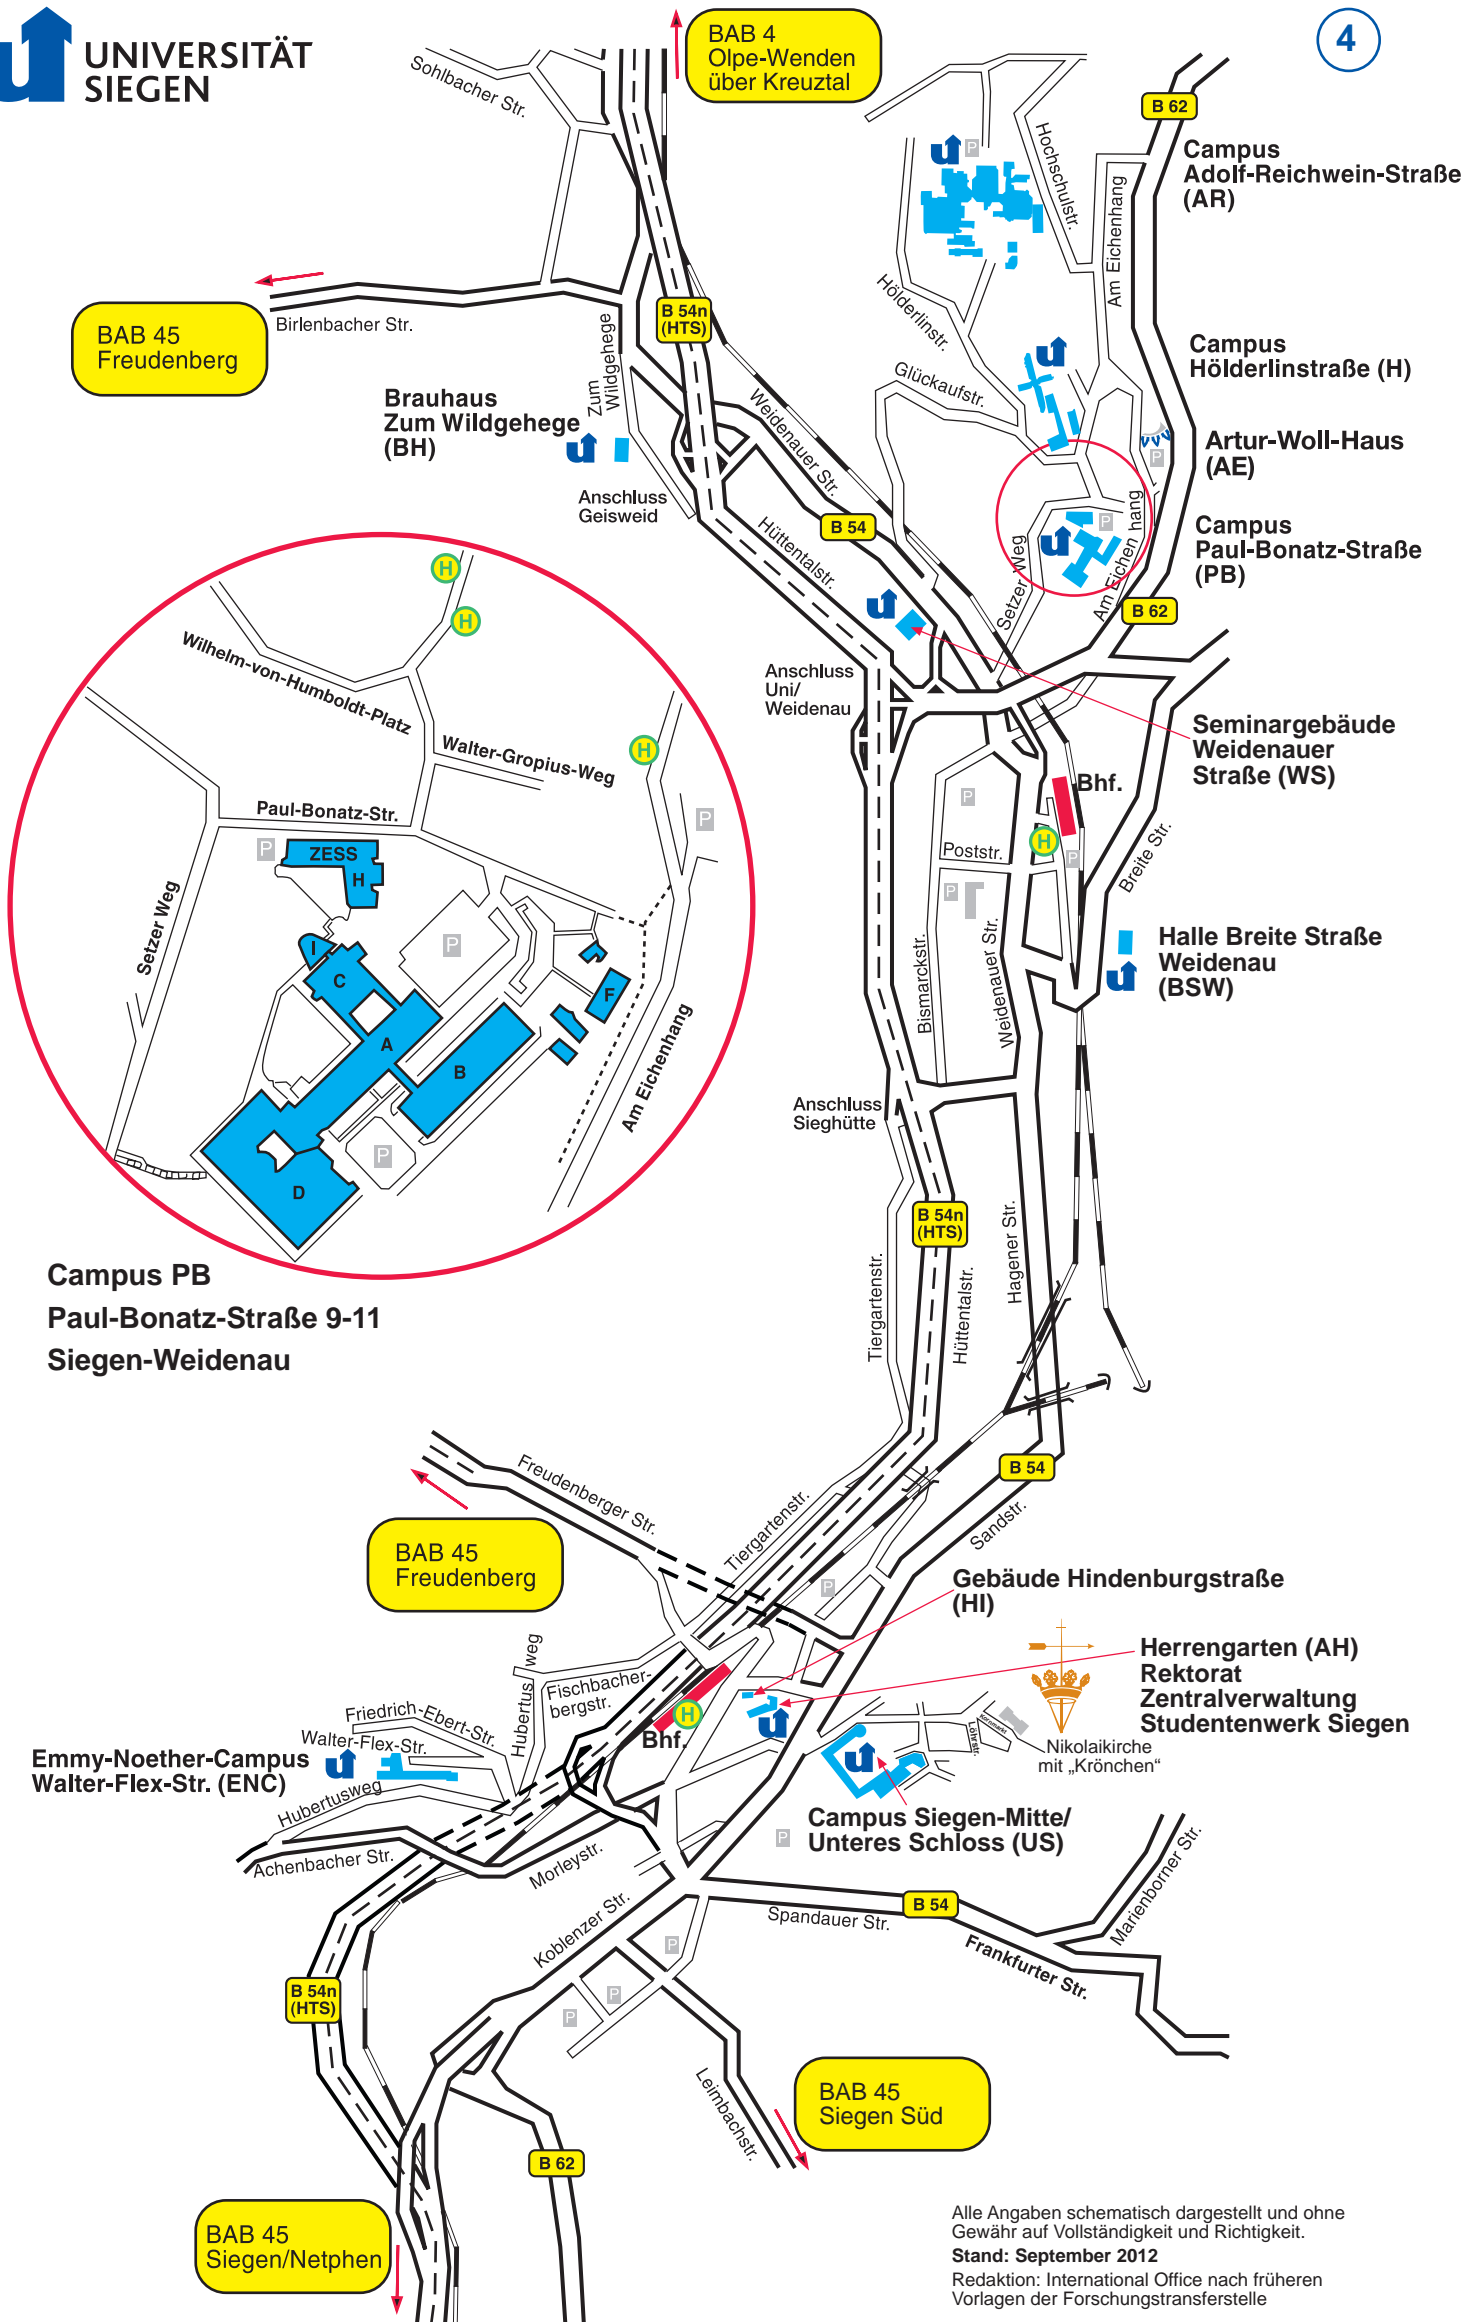 UNIVERSITÄT
SIEGEN
4
BAB 4
Olpe-Wenden
über Kreuztal
Sohlbacher Str.
B 62
Campus
Adolf-Reichwein-Straße
(AR)
P
Hochschulstr.
Am Eichenhang
Hölderlinstr.
BAB 45
Freudenberg
Birlenbacher Str.
B 54n
(HTS)
Zum
Wildgehege
Brauhaus
Zum Wildgehege
(BH)
Weidenauer Str.
Glückaufstr.
Campus
Hölderlinstraße (H)
Artur-Woll-Haus
(AE)
P
Anschluss
Geisweid
Hüttentalstr.
B 54
Setzer Weg
P
Am Eichen hang
Campus
Paul-Bonatz-Straße
(PB)
B 62
Anschluss
Uni/
Weidenau
Seminargebäude
Weidenauer
Straße (WS)
H
H
Wilhelm-von-Humboldt-Platz
Walter-Gropius-Weg
H
Paul-Bonatz-Str.
P
P
ZESS
H
Setzer Weg
I
C
P
F
A
B
Am Eichenhang
P
D
Campus PB
Paul-Bonatz-Straße 9-11
Siegen-Weidenau
Bhf.
P
H
P
Poststr.
P
Breite Str.
Bismarckstr.
Weidenauer Str.
Halle Breite Straße
Weidenau
(BSW)
Anschluss
Sieghütte
B 54n
(HTS)
Tiergartenstr.
Hüttentalstr.
Hagener Str.
B 54
Freudenberger Str.
BAB 45
Freudenberg
Tiergartenstr.
Sandstr.
P
Gebäude Hindenburgstraße
(HI)
Herrengarten (AH)
Rektorat
Zentralverwaltung
Studentenwerk Siegen
Hubertus weg
Fischbacher-
bergstr.
Friedrich-Ebert-Str.
Walter-Flex-Str.
Emmy-Noether-Campus
Walter-Flex-Str. (ENC)
Hubertusweg
Bhf.
H
Löhrstr.
Kornmarkt
Nikolaikirche
mit „Krönchen“
Campus Siegen-Mitte/
Unteres Schloss (US)
P
Achenbacher Str.
Morleystr.
Koblenzer Str.
Spandauer Str.
B 54
Frankfurter Str.
Marienborner Str.
P
P
P
B 54n
(HTS)
Leimbachstr.
BAB 45
Siegen Süd
B 62
BAB 45
Siegen/Netphen
Alle Angaben schematisch dargestellt und ohne
Gewähr auf Vollständigkeit und Richtigkeit.
Stand: September 2012
Redaktion: International Office nach früheren
Vorlagen der Forschungstransferstelle